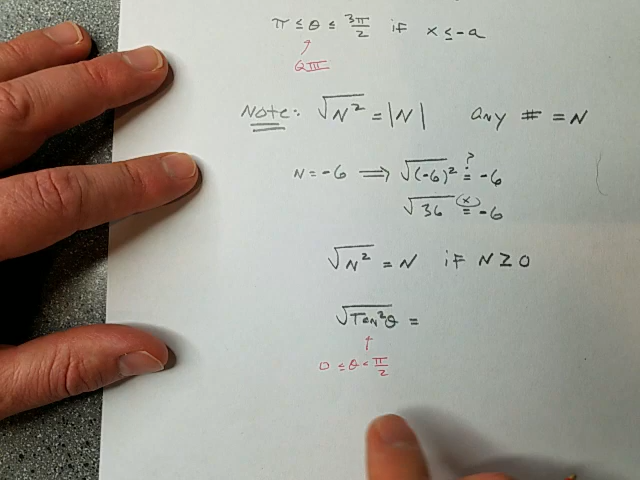 π ≤ θ ≤ 3π/2 if x ≤ -a
QIII
Note: √N² = |N| any # = N
N = -6 ⟹ √(-6)² ?= -6
√36 (x)= -6
√N² = N if N ≥ 0
√Tan²θ =
0 ≤ θ < π/2